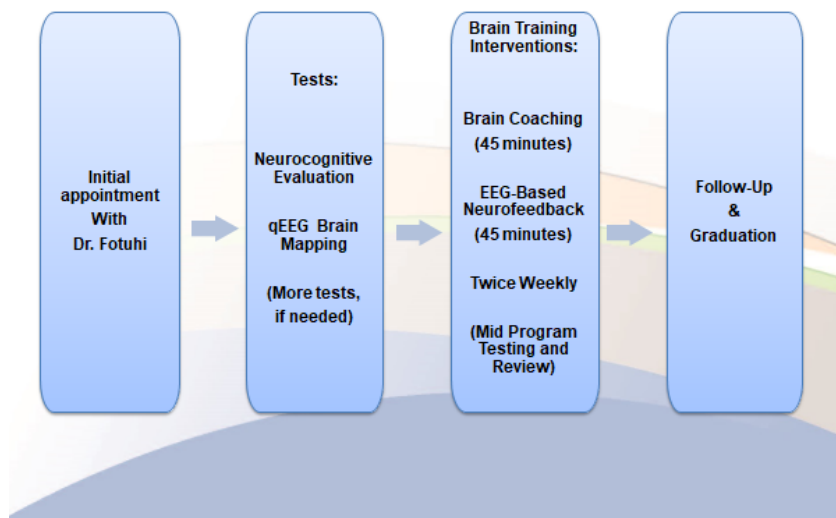 Initial
appointment
With
Dr. Fotuhi
Tests:
Neurocognitive
Evaluation
qEEG Brain
Mapping
(More tests,
if needed)
Brain Training
Interventions:
Brain Coaching
(45 minutes)
EEG-Based
Neurofeedback
(45 minutes)
Twice Weekly
(Mid Program
Testing and
Review)
Follow-Up
&
Graduation